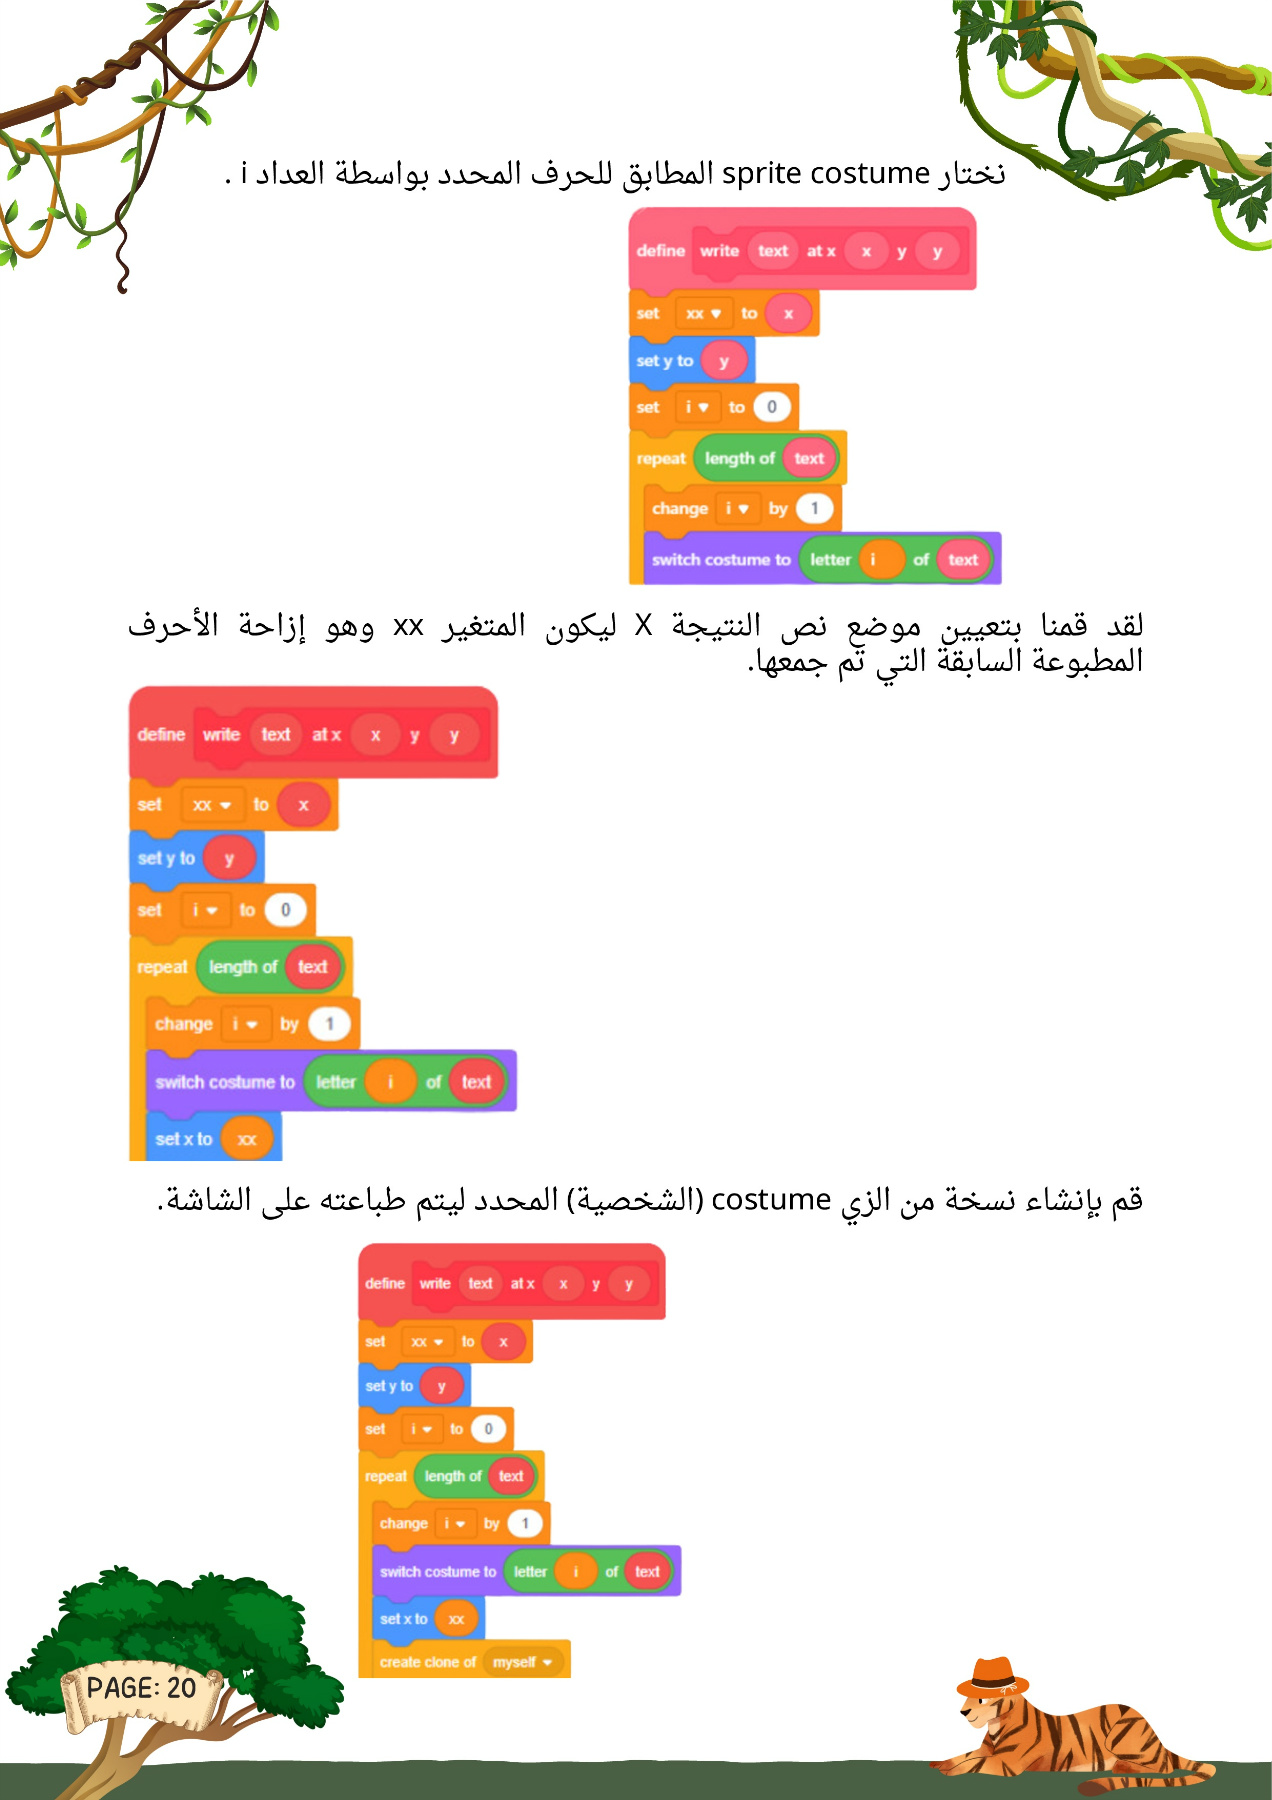 نختار sprite costume المطابق للحرف المحدد بواسطة العداد i .
define write text at x x y y
set xx to x
set y to y
set i to 0
repeat length of text
change i by 1
switch costume to letter i of text
لقد قمنا بتعيين موضع نص النتيجة X ليكون المتغير xx وهو إزاحة الأحرف
المطبوعة السابقة التي تم جمعها.
define write text at x x y y
set xx to x
set y to y
set i to 0
repeat length of text
change i by 1
switch costume to letter i of text
set x to xx
قم بإنشاء نسخة من الزي costume (الشخصية) المحدد ليتم طباعته على الشاشة.
define write text at x x y y
set xx to x
set y to y
set i to 0
repeat length of text
change i by 1
switch costume to letter i of text
set x to xx
create clone of myself
PAGE: 20